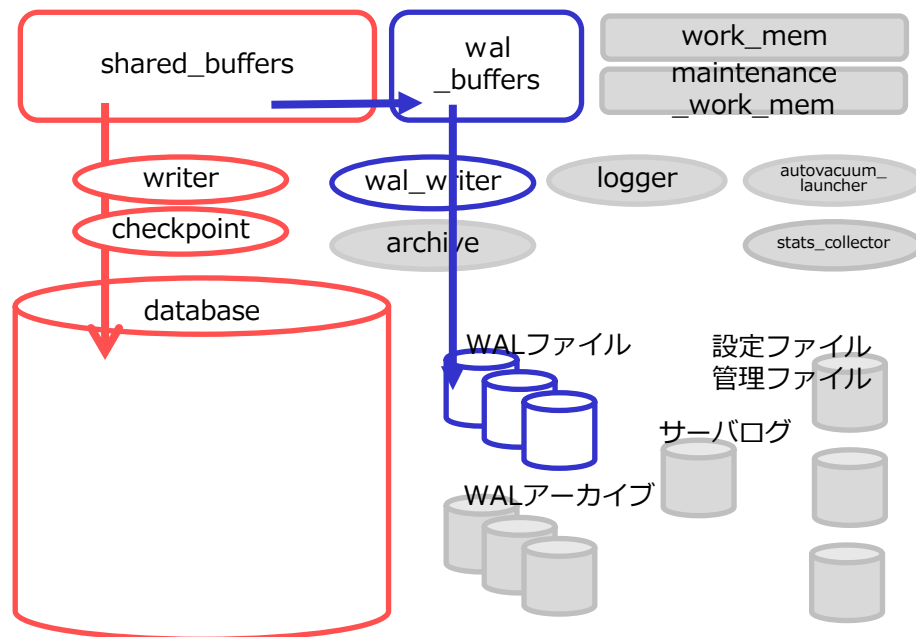 shared_buffers
wal
_buffers
work_mem
maintenance
_work_mem
writer
wal_writer
logger
autovacuum_
launcher
checkpoint
archive
stats_collector
database
WALファイル
設定ファイル
管理ファイル
サーバログ
WALアーカイブ